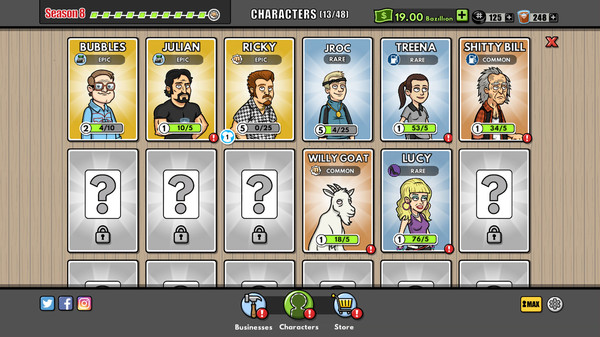 Season 8
CHARACTERS (13/48)
$ 19.00 Bazillion +
# 125 +
248 +
BUBBLES
EPIC
2 4/10
JULIAN
EPIC
1 10/5 !
RICKY
EPIC
1 5 0/25
JROC
RARE
5 4/25
TREENA
RARE
1 53/5 !
SHITTY BILL
COMMON
1 34/5 !
X
?
?
?
WILLY GOAT
COMMON
1 18/5 !
LUCY
RARE
1 76/5 !
?
! ! !
Businesses Characters Store
MAX